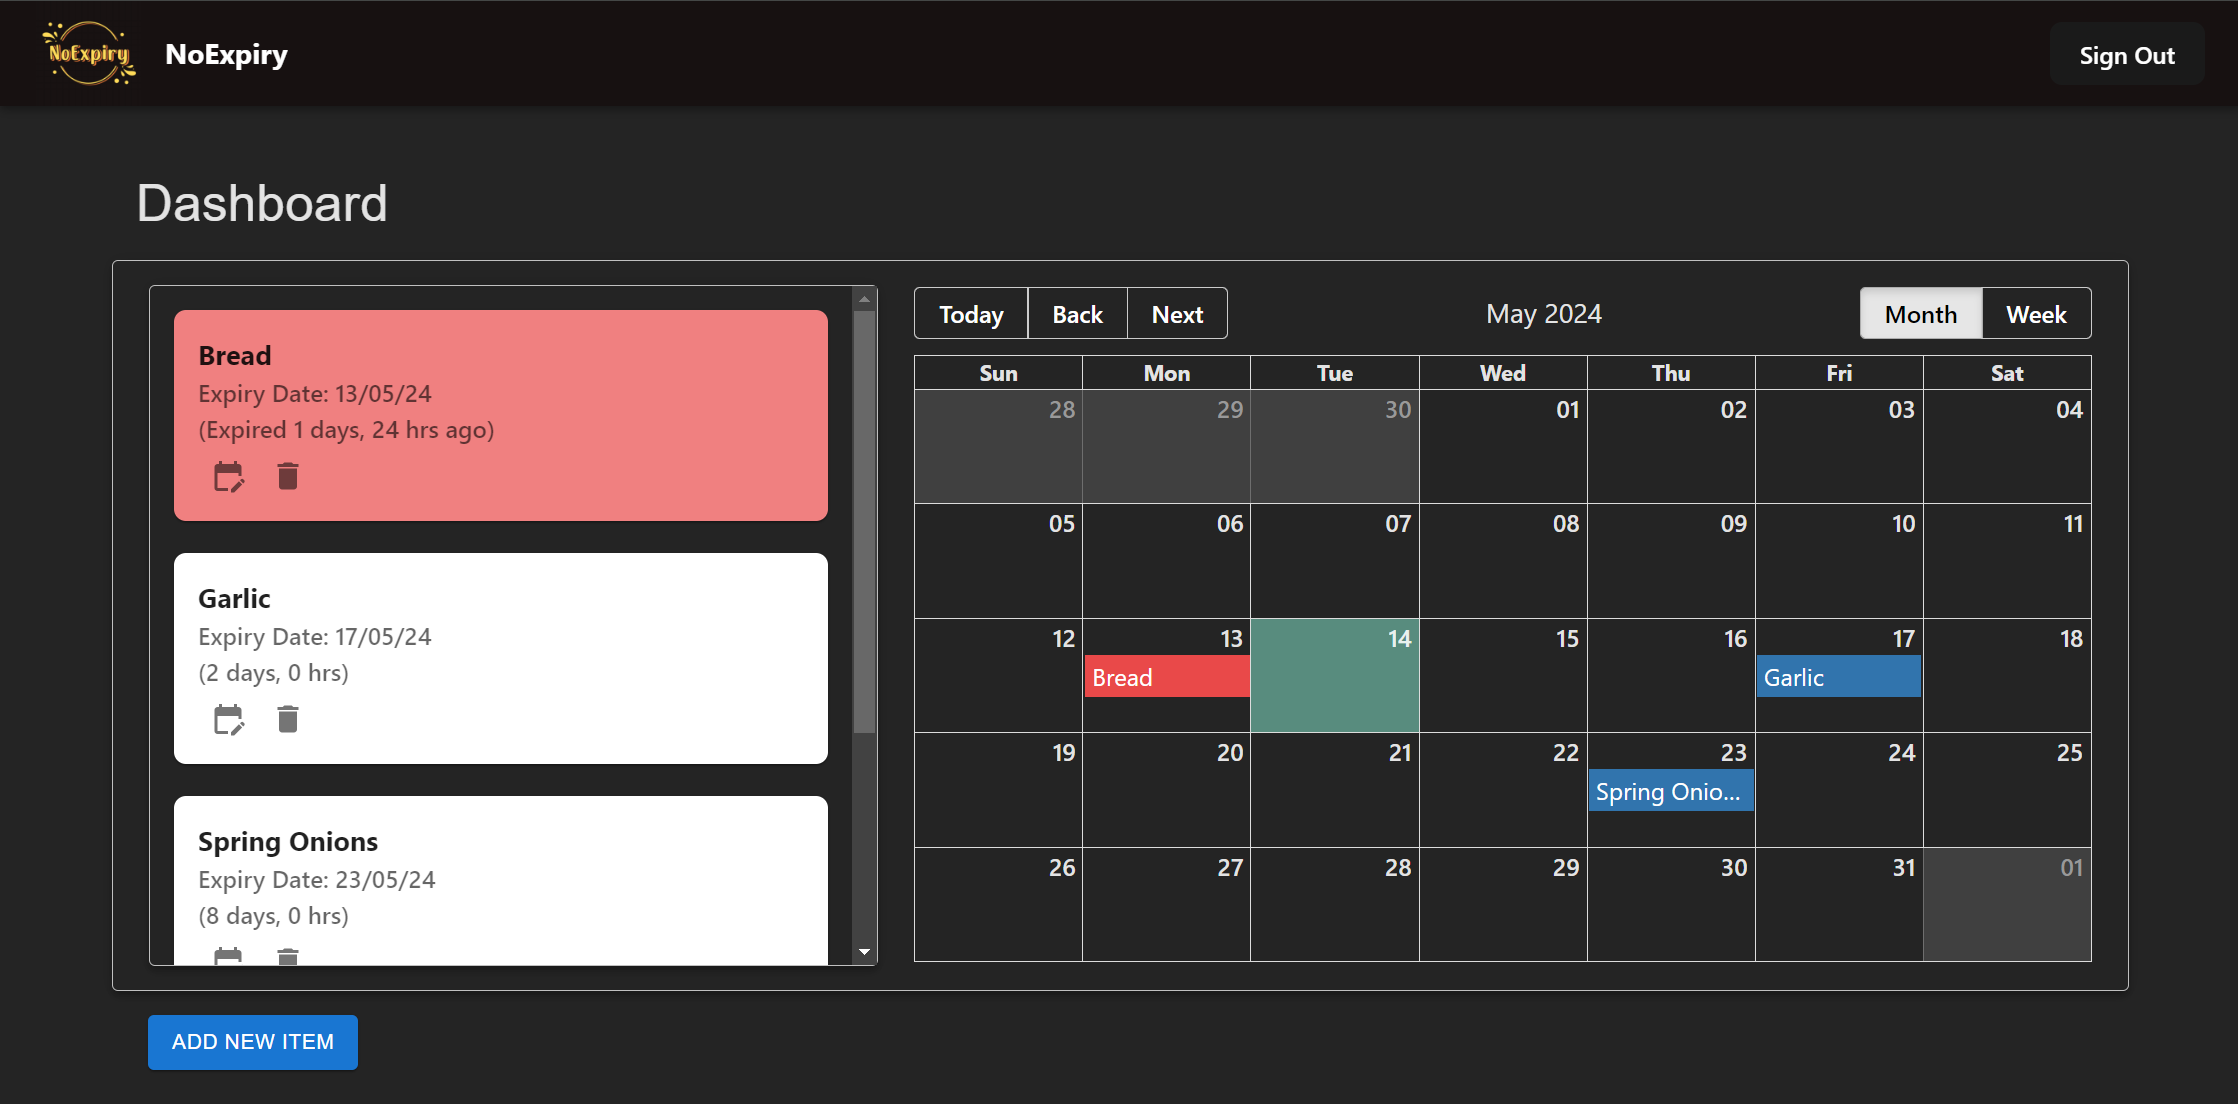 NoExpiry
NoExpiry
Sign Out
Dashboard
Bread
Expiry Date: 13/05/24
(Expired 1 days, 24 hrs ago)
Garlic
Expiry Date: 17/05/24
(2 days, 0 hrs)
Spring Onions
Expiry Date: 23/05/24
(8 days, 0 hrs)
Today Back Next May 2024 Month Week
Sun Mon Tue Wed Thu Fri Sat
28 29 30 01 02 03 04
05 06 07 08 09 10 11
12 13 14 15 16 17 18
Bread Garlic
19 20 21 22 23 24 25
Spring Onio...
26 27 28 29 30 31 01
ADD NEW ITEM